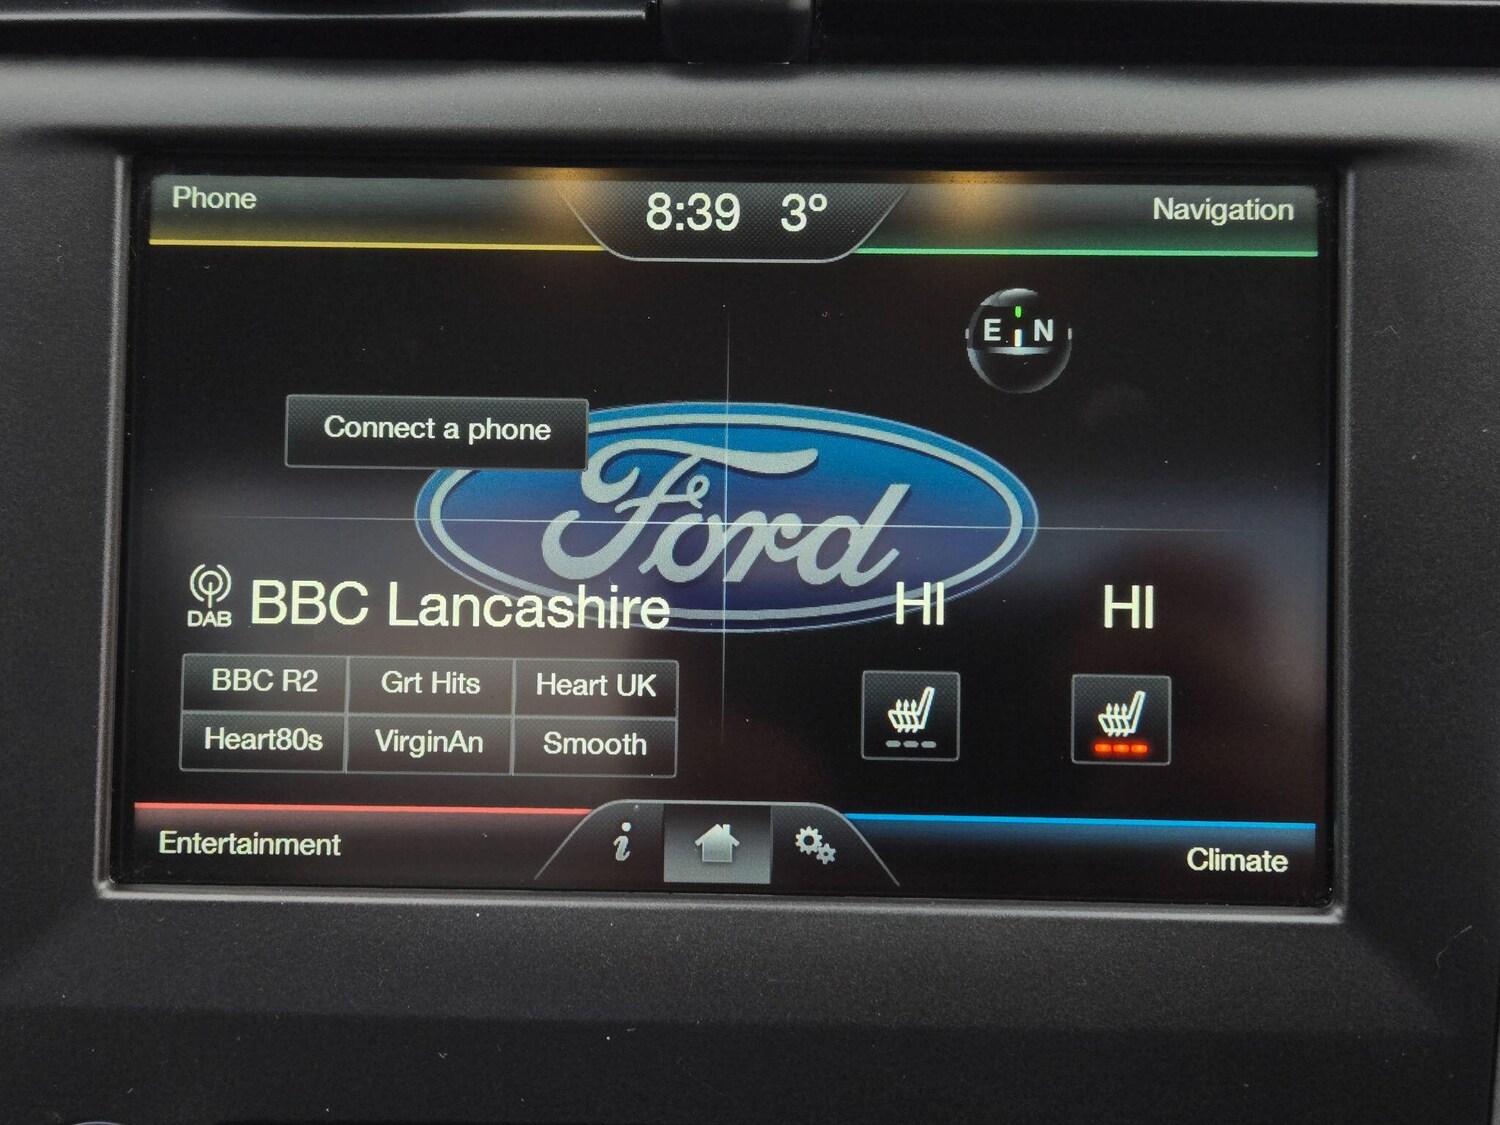 Phone
8:39 3°
Navigation
E N
Connect a phone
Ford
DAB
BBC Lancashire
HI
HI
BBC R2
Grt Hits
Heart UK
Heart80s
VirginAn
Smooth
Entertainment
i
Climate